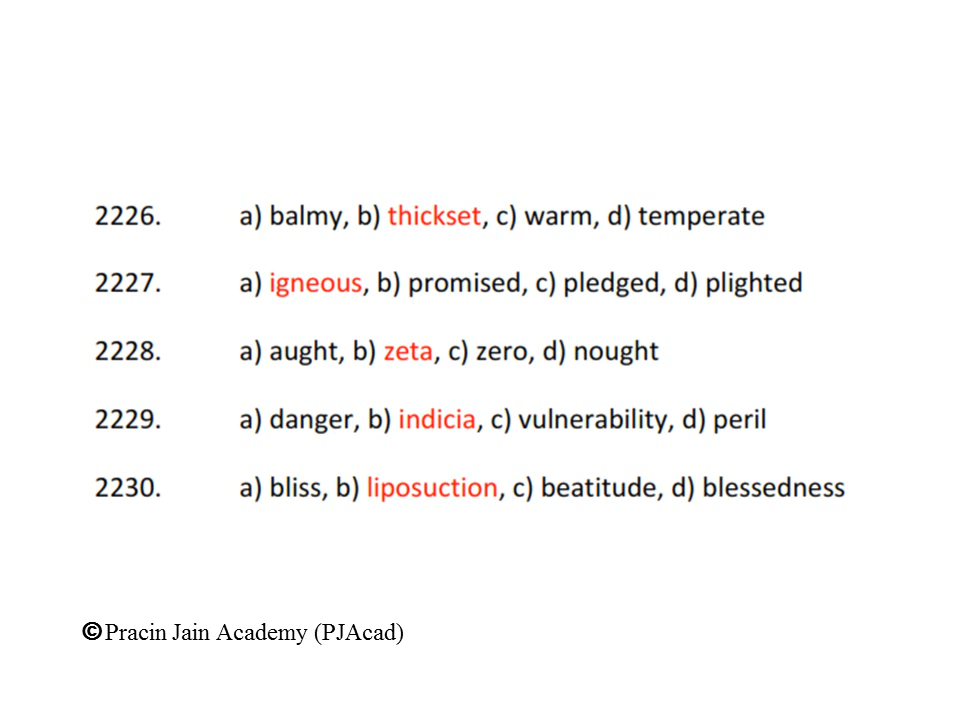 2226. a) balmy, b) thickset, c) warm, d) temperate
2227. a) igneous, b) promised, c) pledged, d) plighted
2228. a) aught, b) zeta, c) zero, d) nought
2229. a) danger, b) indicia, c) vulnerability, d) peril
2230. a) bliss, b) liposuction, c) beatitude, d) blessedness
©Pracin Jain Academy (PJAcad)